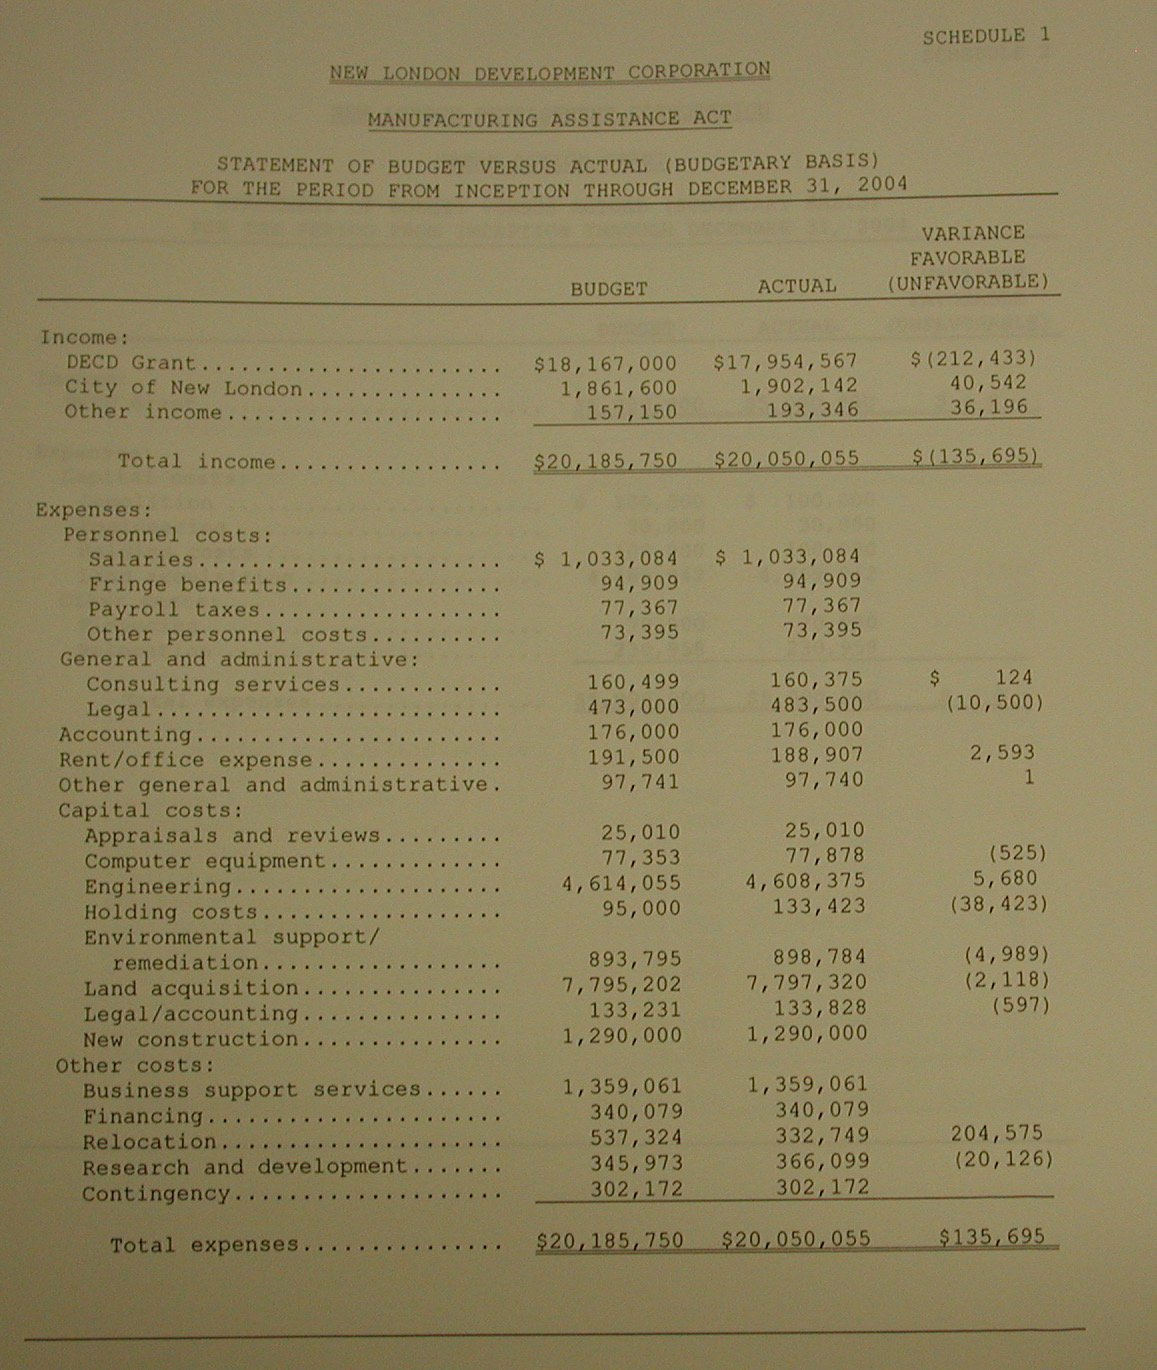 SCHEDULE 1
NEW LONDON DEVELOPMENT CORPORATION
MANUFACTURING ASSISTANCE ACT
STATEMENT OF BUDGET VERSUS ACTUAL (BUDGETARY BASIS)
FOR THE PERIOD FROM INCEPTION THROUGH DECEMBER 31, 2004
VARIANCE
FAVORABLE
BUDGET ACTUAL (UNFAVORABLE)
Income:
DECD Grant........................ $18,167,000 $17,954,567 $(212,433)
City of New London............... 1,861,600 1,902,142 40,542
Other income..................... 157,150 193,346 36,196
Total income................. $20,185,750 $20,050,055 $(135,695)
Expenses:
Personnel costs:
Salaries....................... $ 1,033,084 $ 1,033,084
Fringe benefits................ 94,909 94,909
Payroll taxes.................. 77,367 77,367
Other personnel costs.......... 73,395 73,395
General and administrative:
Consulting services............ 160,499 160,375 $ 124
Legal.......................... 473,000 483,500 (10,500)
Accounting....................... 176,000 176,000
Rent/office expense.............. 191,500 188,907 2,593
Other general and administrative. 97,741 97,740 1
Capital costs:
Appraisals and reviews......... 25,010 25,010
Computer equipment............. 77,353 77,878 (525)
Engineering.................... 4,614,055 4,608,375 5,680
Holding costs.................. 95,000 133,423 (38,423)
Environmental support/
remediation.................. 893,795 898,784 (4,989)
Land acquisition............... 7,795,202 7,797,320 (2,118)
Legal/accounting............... 133,231 133,828 (597)
New construction............... 1,290,000 1,290,000
Other costs:
Business support services...... 1,359,061 1,359,061
Financing...................... 340,079 340,079
Relocation..................... 537,324 332,749 204,575
Research and development....... 345,973 366,099 (20,126)
Contingency.................... 302,172 302,172
Total expenses............... $20,185,750 $20,050,055 $135,695